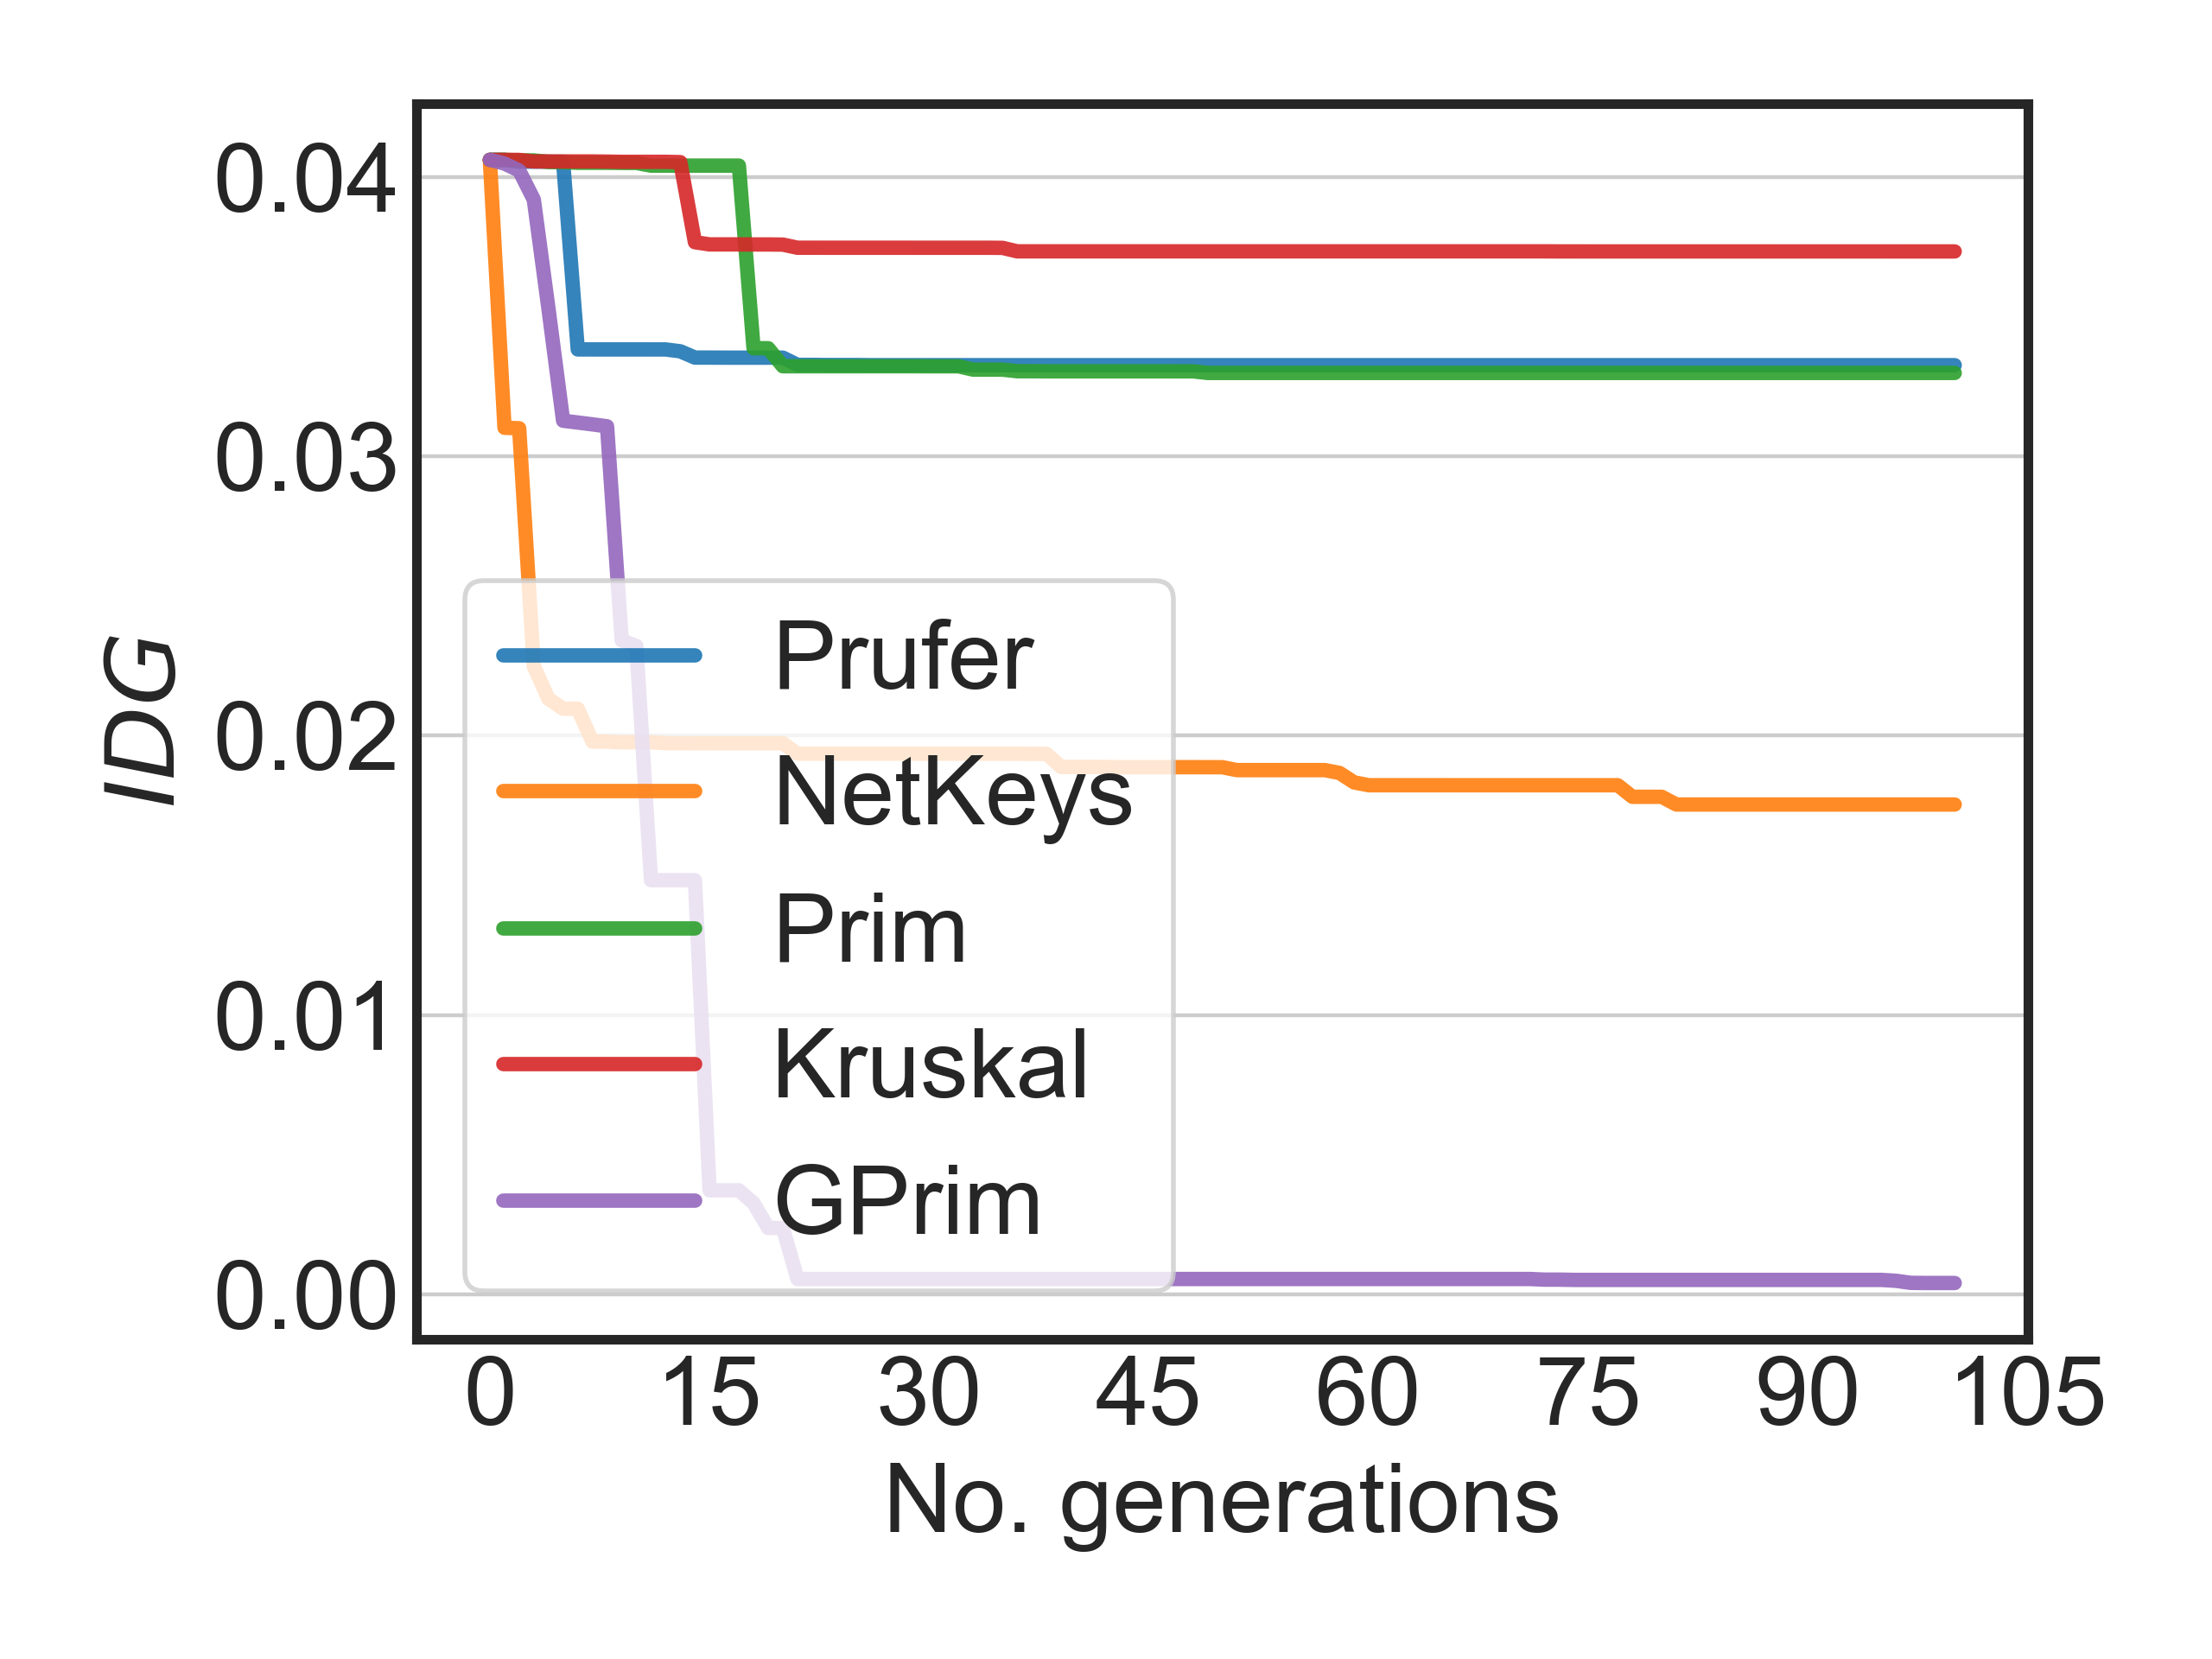 0.04
0.03
0.02
0.01
0.00
IDG
Prufer
NetKeys
Prim
Kruskal
GPrim
0 15 30 45 60 75 90 105
No. generations